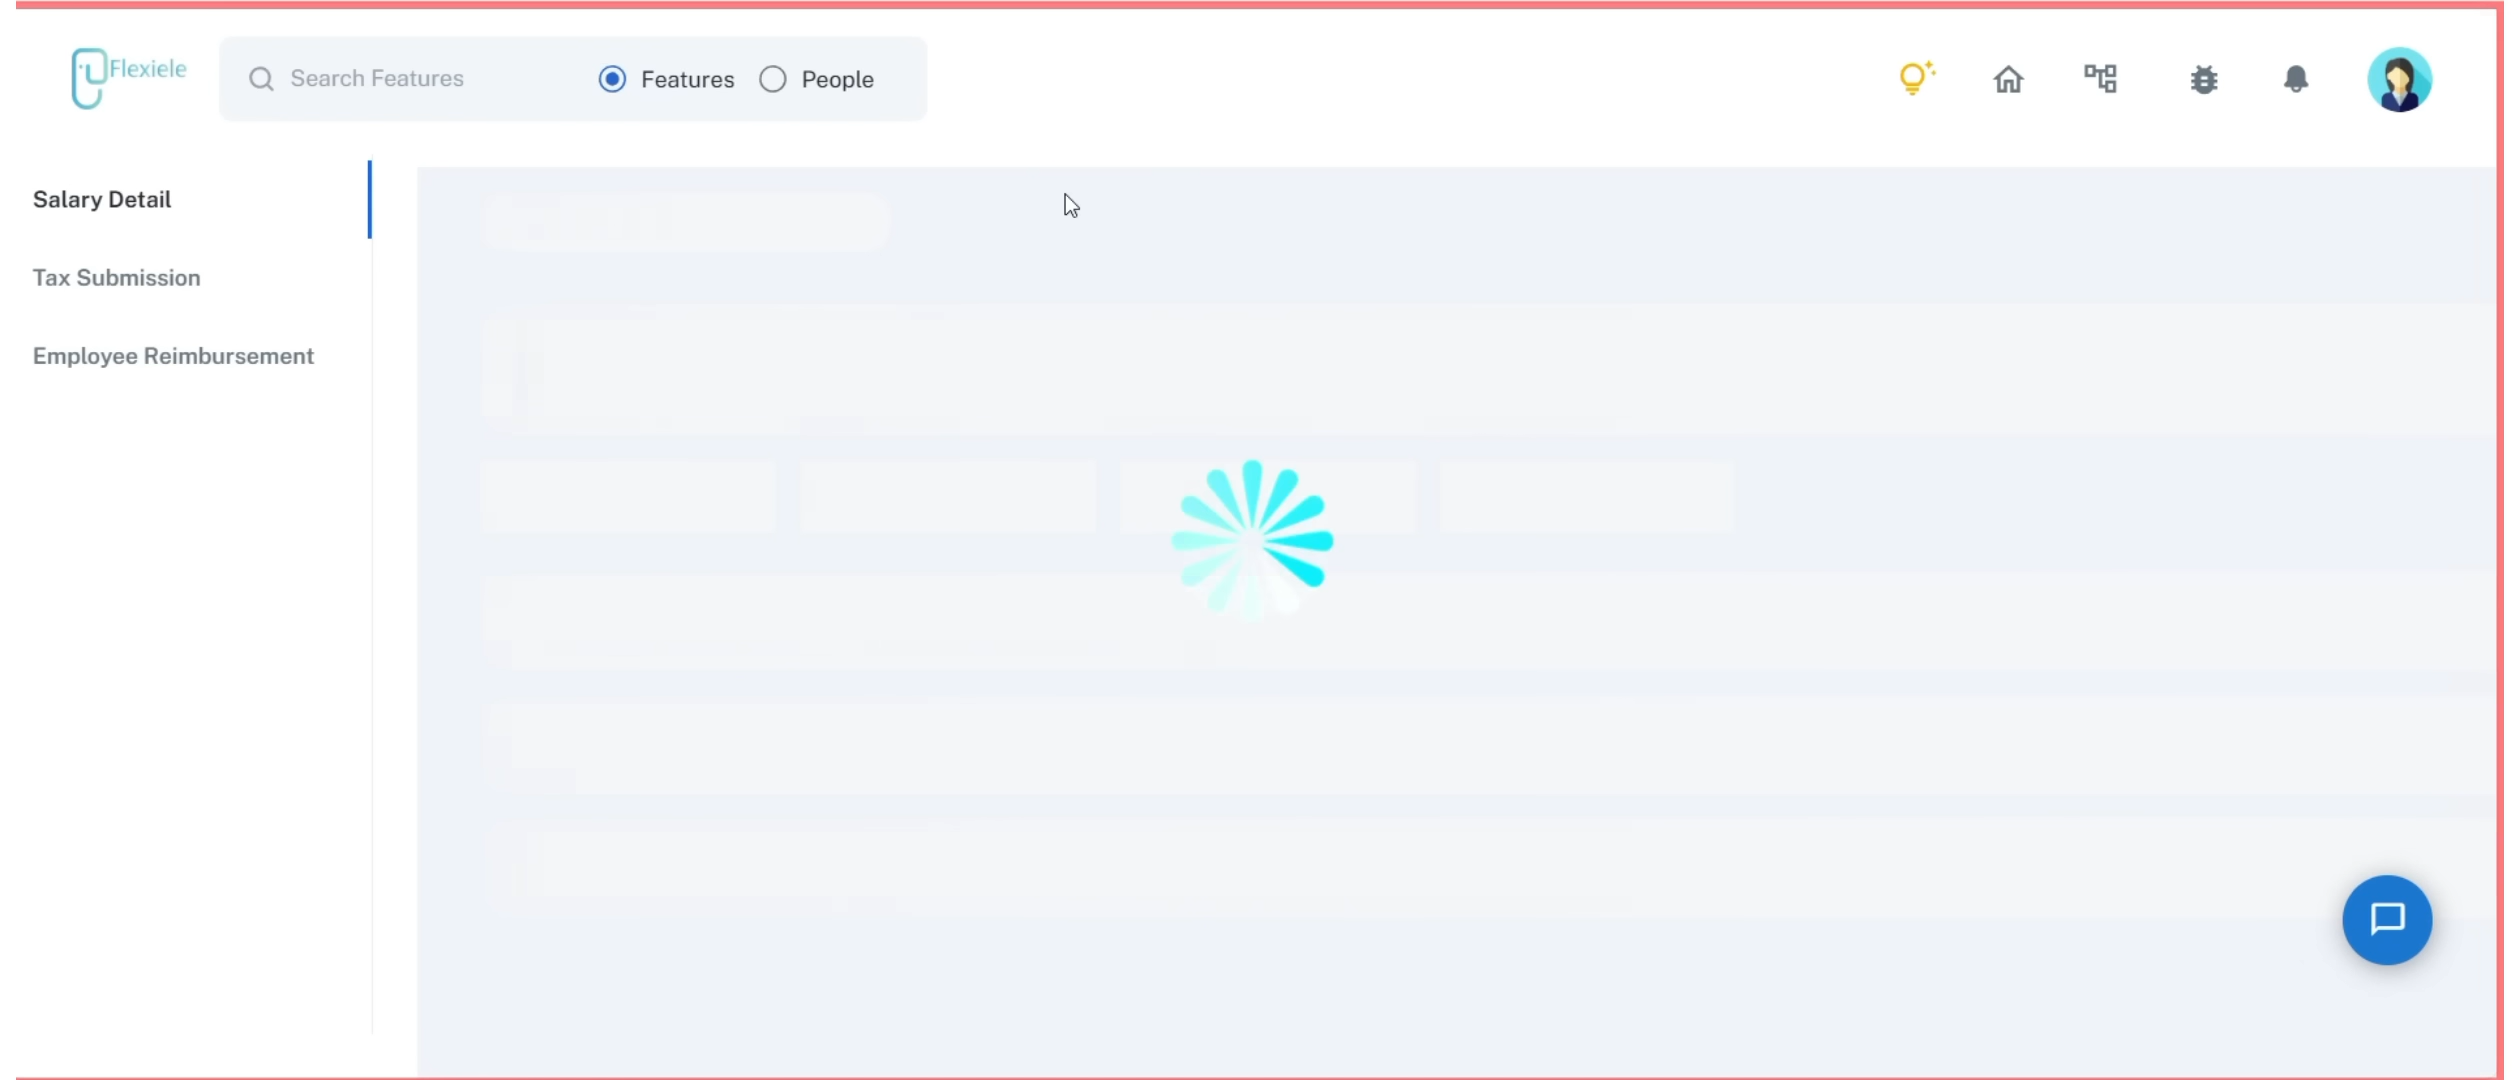 Flexiele
Search Features
Features
People
Salary Detail
Tax Submission
Employee Reimbursement